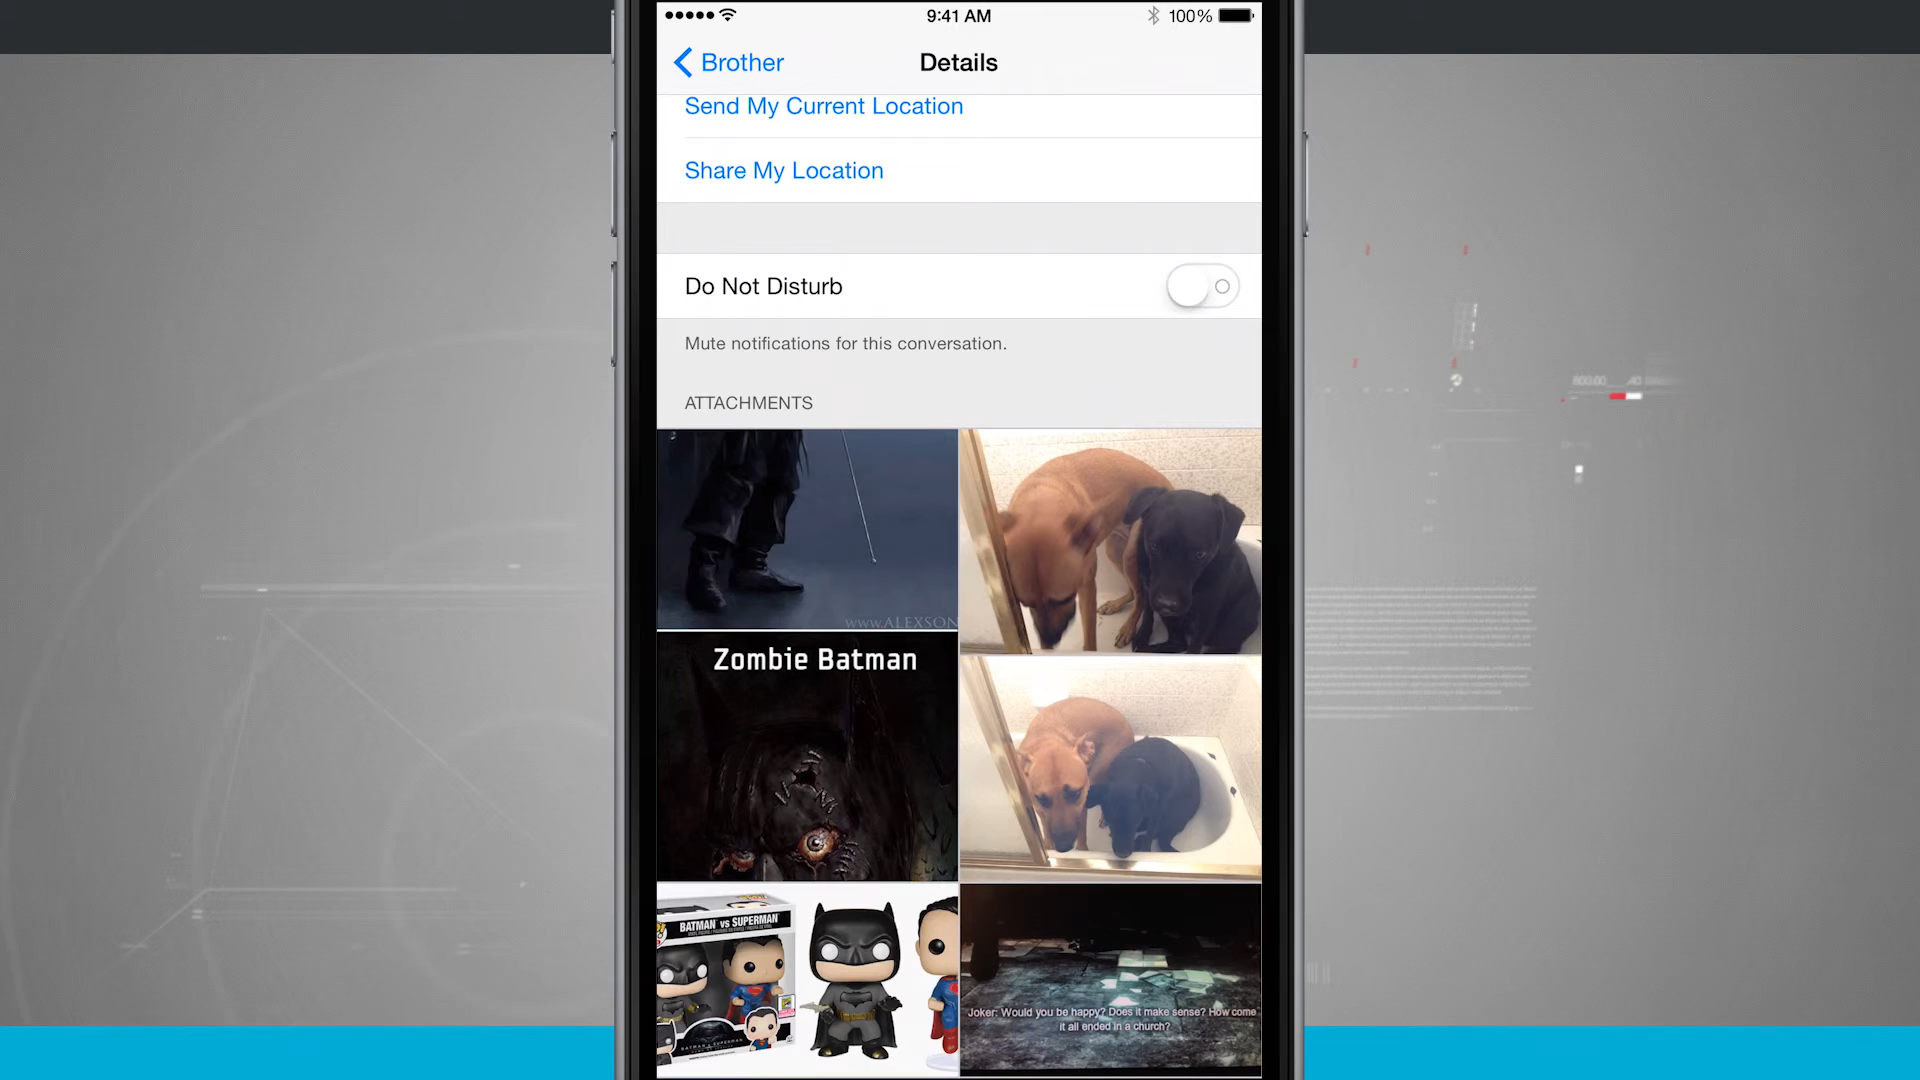 9:41 AM
100%
Brother
Details
Send My Current Location
Share My Location
Do Not Disturb
Mute notifications for this conversation.
ATTACHMENTS
www.ALEXSON
Zombie Batman
BATMAN vs SUPERMAN
Joker: Would you be happy? Does it make sense? How come
it all ended in a church?